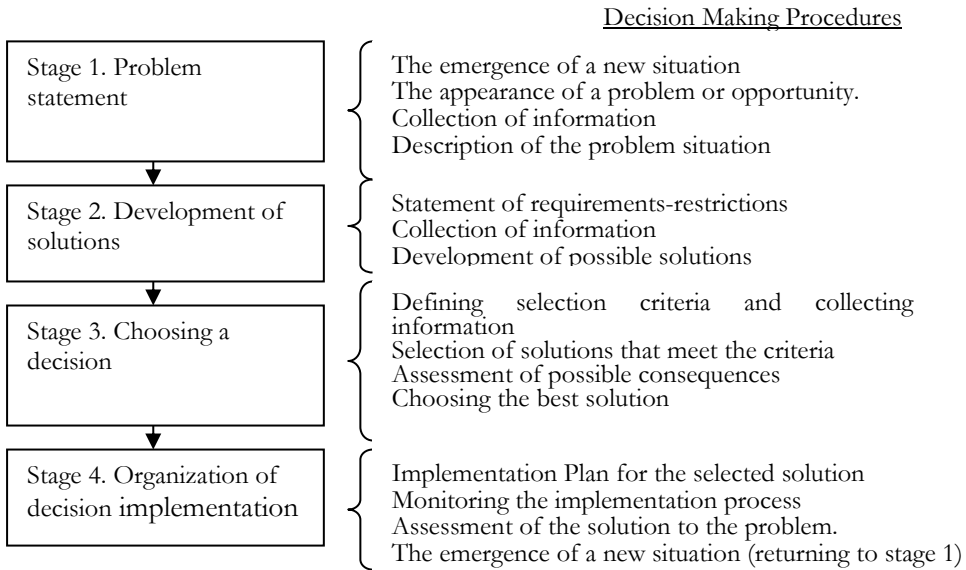 Decision Making Procedures
Stage 1. Problem
statement
The emergence of a new situation
The appearance of a problem or opportunity.
Collection of information
Description of the problem situation
Stage 2. Development of
solutions
Statement of requirements-restrictions
Collection of information
Development of possible solutions
Stage 3. Choosing a
decision
Defining selection criteria and collecting
information
Selection of solutions that meet the criteria
Assessment of possible consequences
Choosing the best solution
Stage 4. Organization of
decision implementation
Implementation Plan for the selected solution
Monitoring the implementation process
Assessment of the solution to the problem.
The emergence of a new situation (returning to stage 1)